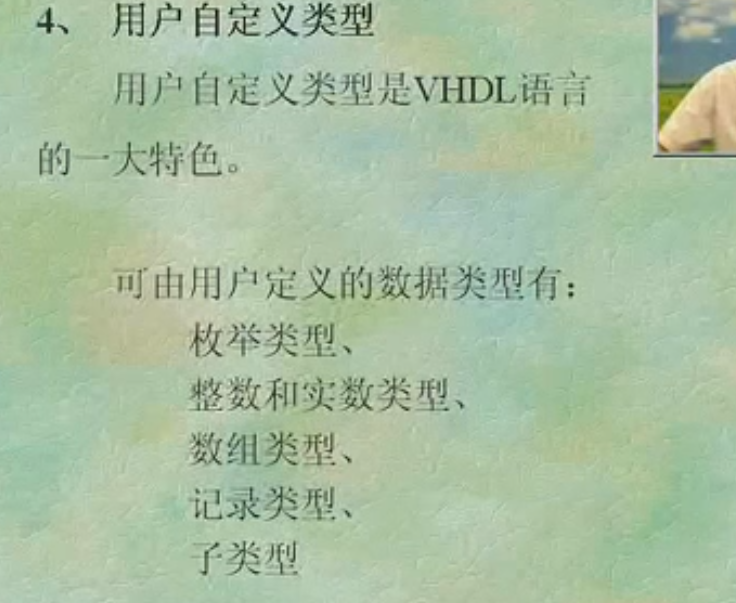 4、 用户自定义类型
用户自定义类型是VHDL语言
的一大特色。
可由用户定义的数据类型有：
枚举类型、
整数和实数类型、
数组类型、
记录类型、
子类型